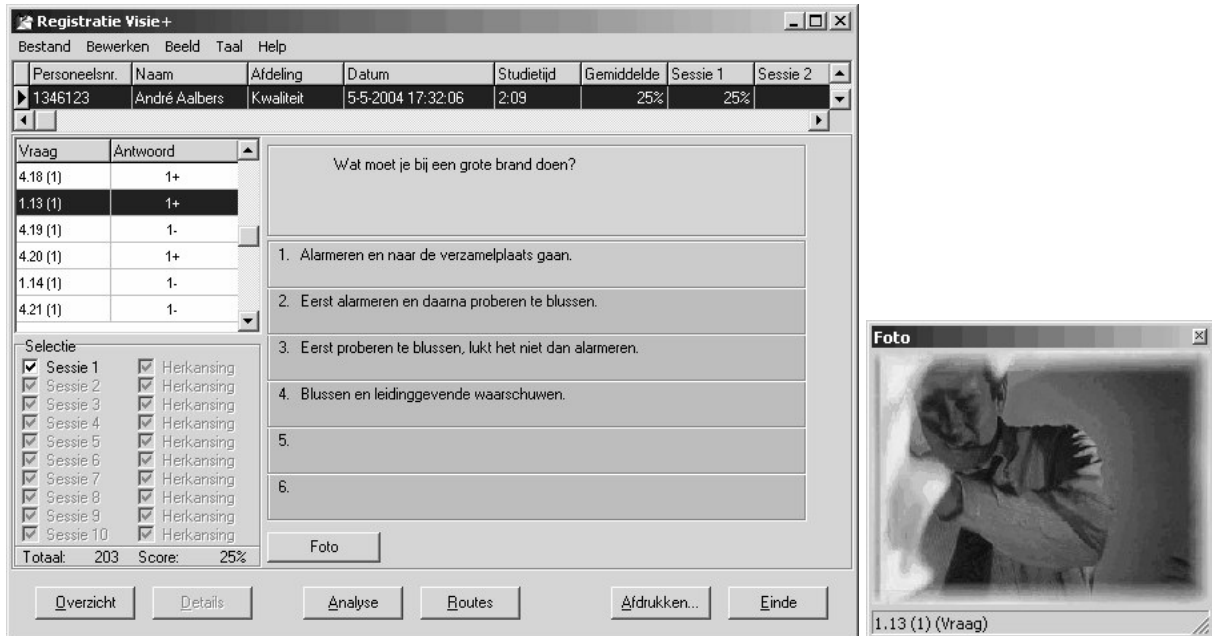 Registratie Visie+
Bestand Bewerken Beeld Taal Help
Personeelsnr. Naam Afdeling Datum Studietijd Gemiddelde Sessie 1 Sessie 2
1346123 André Aalbers Kwaliteit 5-5-2004 17:32:06 2:09 25% 25%
Vraag Antwoord
4.18 (1) 1+
1.13 (1) 1+
4.19 (1) 1-
4.20 (1) 1+
1.14 (1) 1-
4.21 (1) 1-
Wat moet je bij een grote brand doen?
1. Alarmeren en naar de verzamelplaats gaan.
2. Eerst alarmeren en daarna proberen te blussen.
3. Eerst proberen te blussen, lukt het niet dan alarmeren.
4. Blussen en leidinggevende waarschuwen.
5.
6.
Selectie
Sessie 1 Herkansing
Sessie 2 Herkansing
Sessie 3 Herkansing
Sessie 4 Herkansing
Sessie 5 Herkansing
Sessie 6 Herkansing
Sessie 7 Herkansing
Sessie 8 Herkansing
Sessie 9 Herkansing
Sessie 10 Herkansing
Totaal: 203 Score: 25%
Foto
Overzicht Details Analyse Routes Afdrukken... Einde
Foto
1.13 (1) (Vraag)